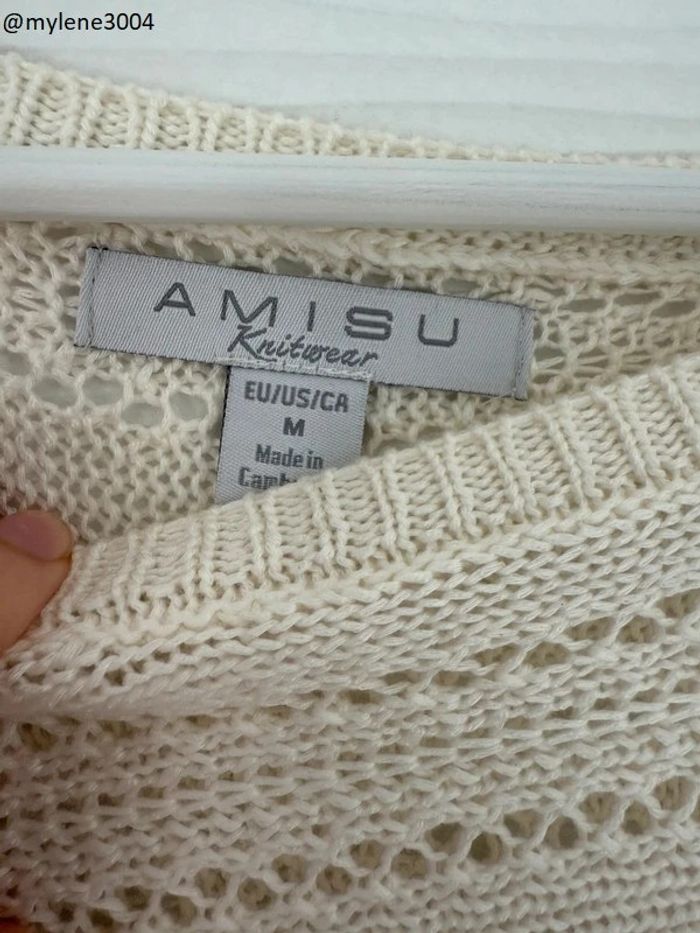 @mylene3004
AMISU
Knitwear
EU/US/CA
M
Made in